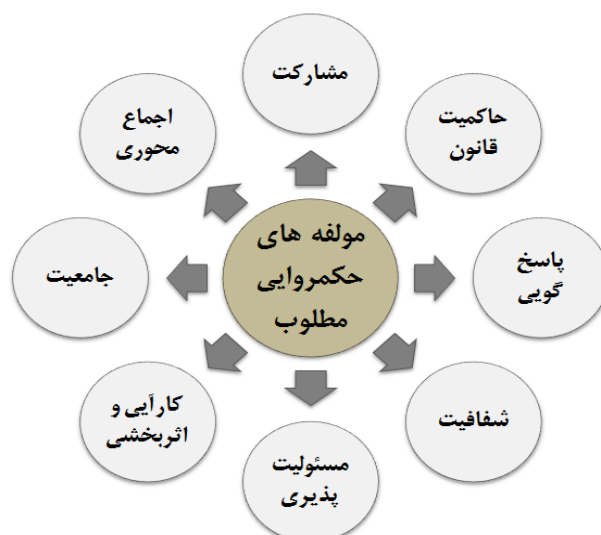 مولفه های
حکمروایی
مطلوب
مشارکت
حاکمیت
قانون
پاسخ
گویی
شفافیت
مسئولیت
پذیری
کارآیی و
اثربخشی
جامعیت
اجماع
محوری